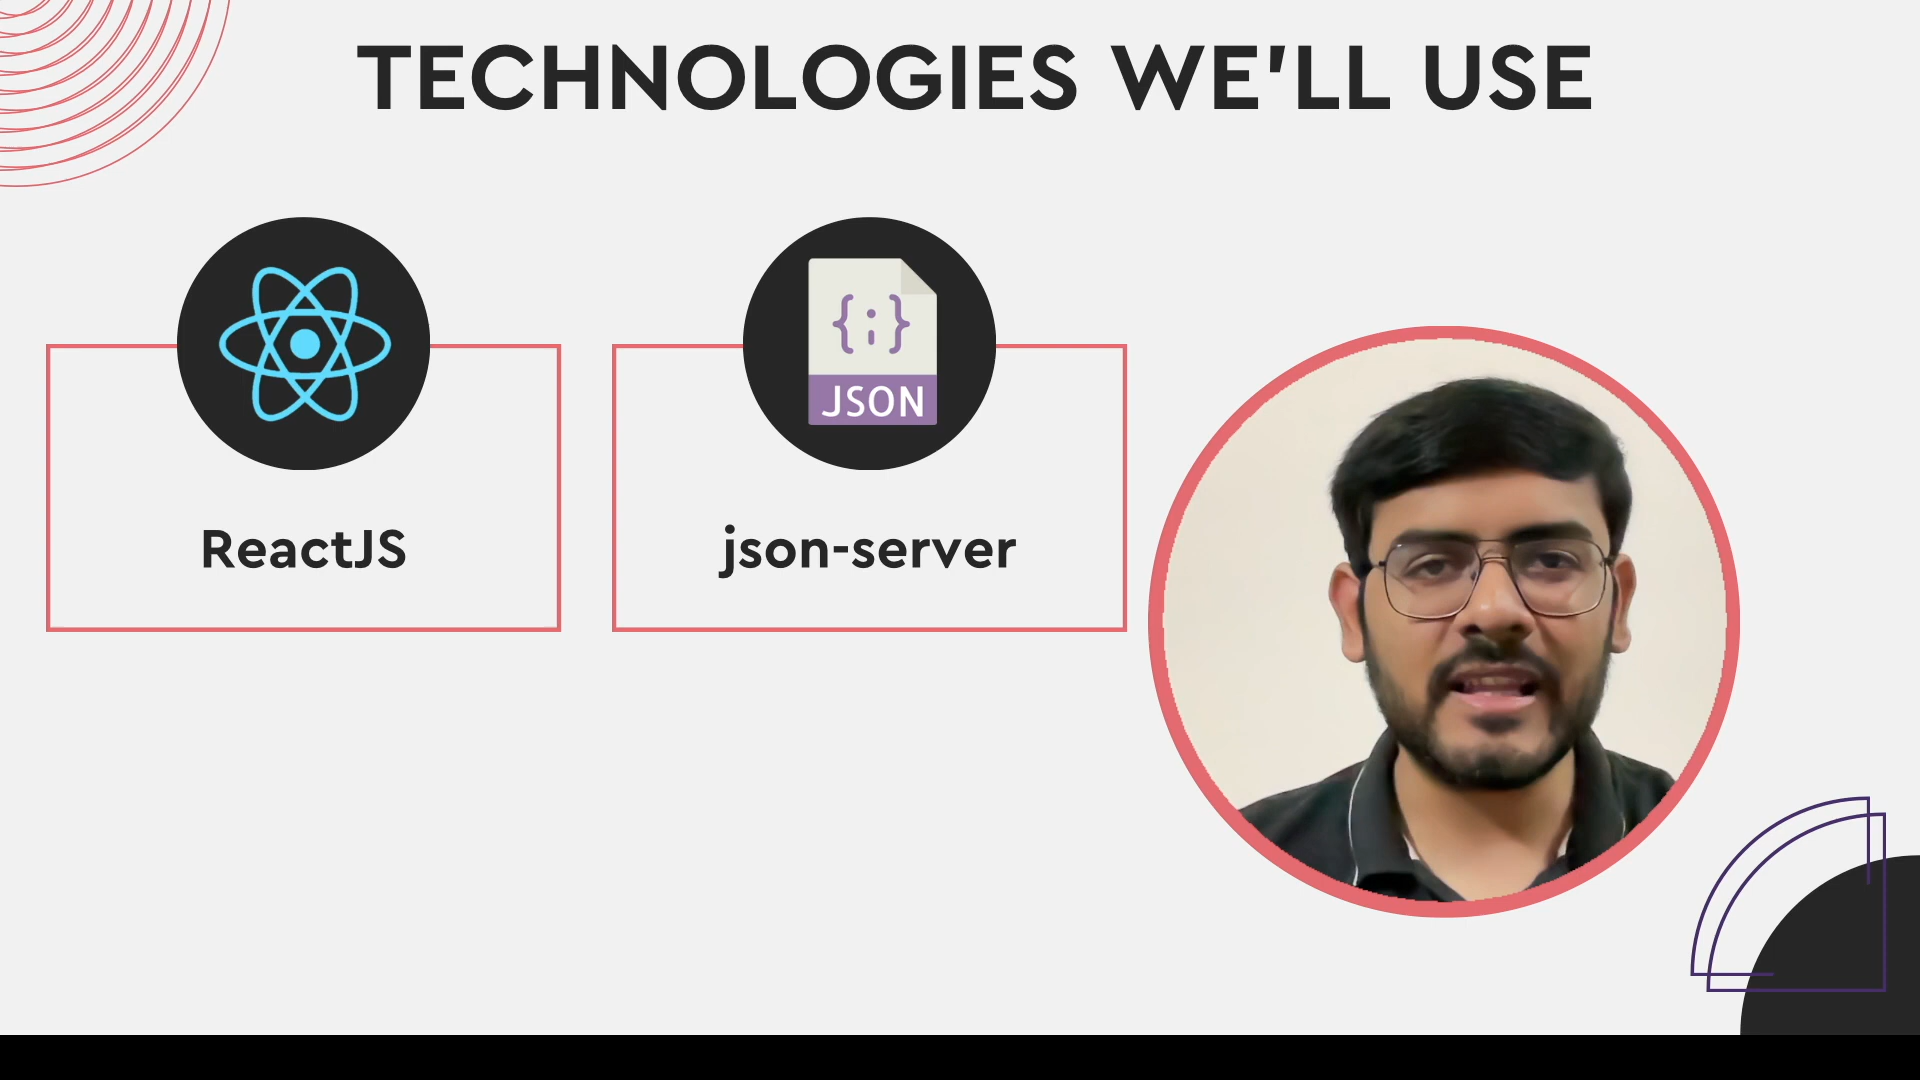 TECHNOLOGIES WE'LL USE
{;}
JSON
ReactJS
json-server